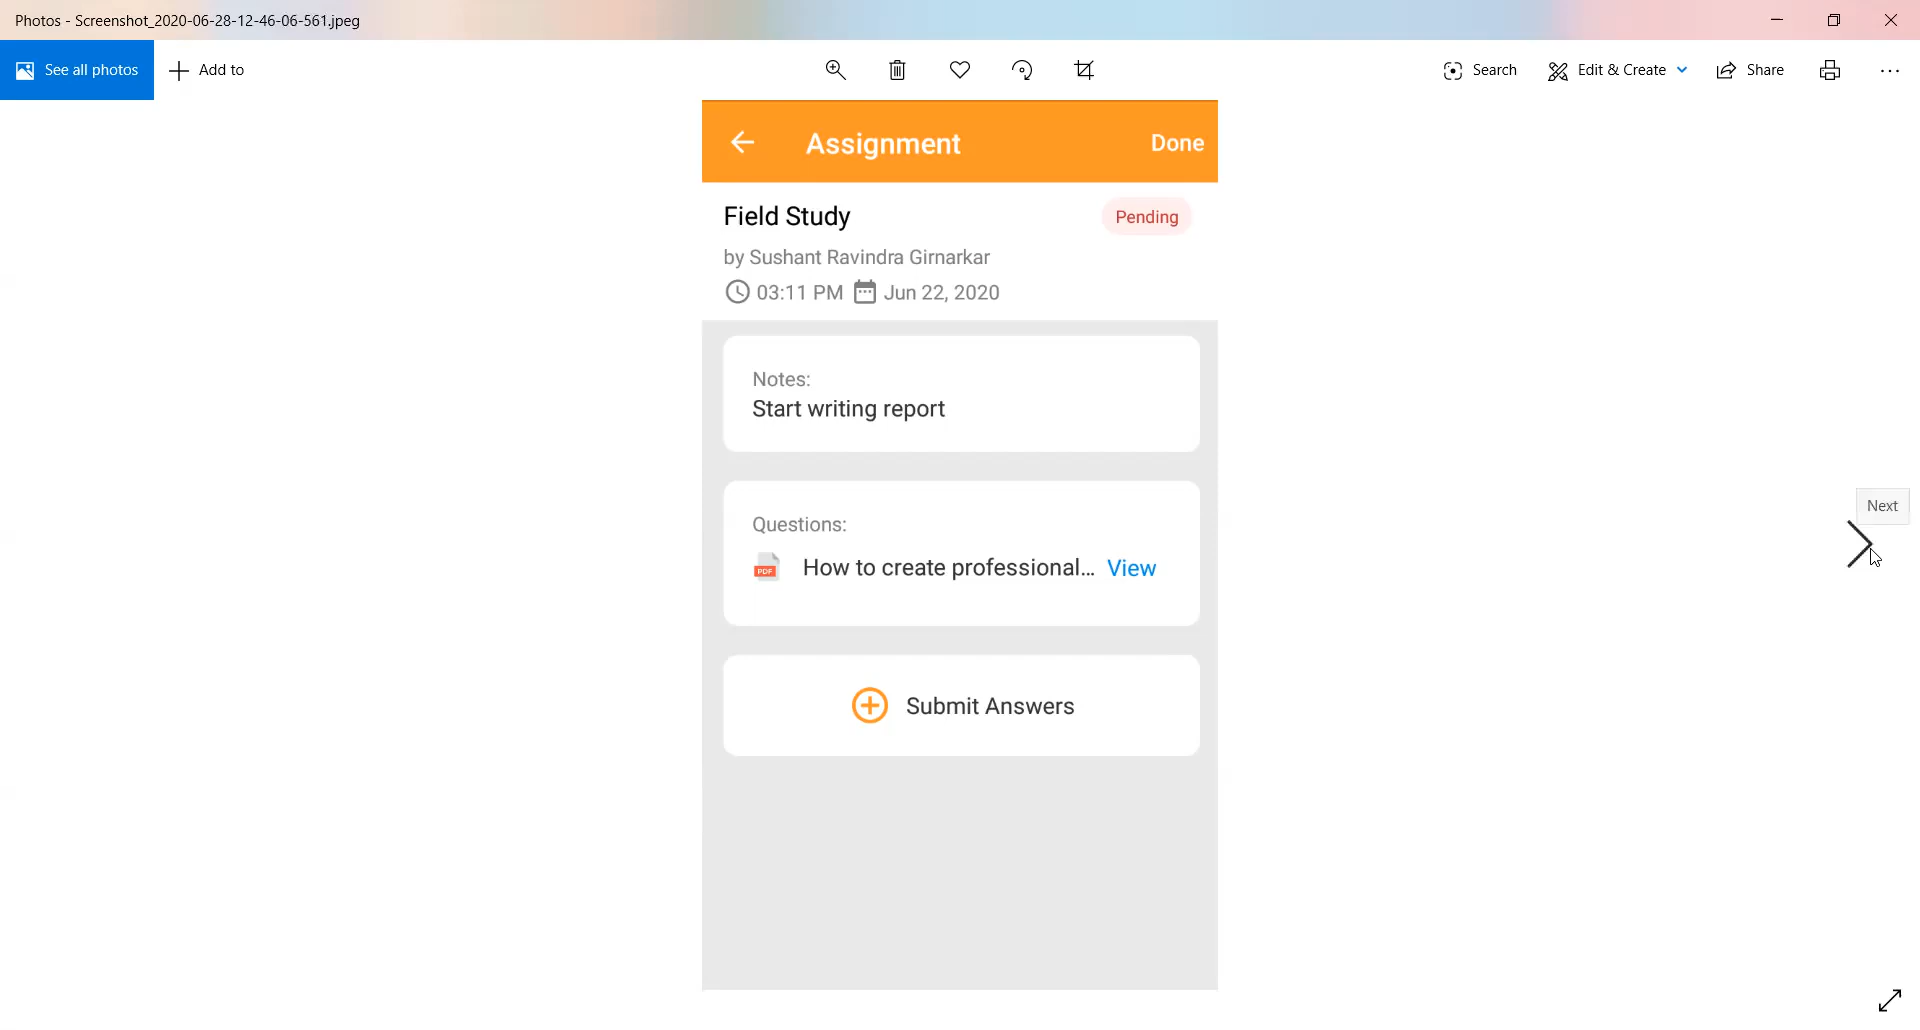 Photos - Screenshot_2020-06-28-12-46-06-561.jpeg
See all photos
Add to
Search
Edit & Create
Share
Assignment
Done
Field Study
Pending
by Sushant Ravindra Girnarkar
03:11 PM Jun 22, 2020
Notes:
Start writing report
Next
Questions:
PDF How to create professional... View
Submit Answers